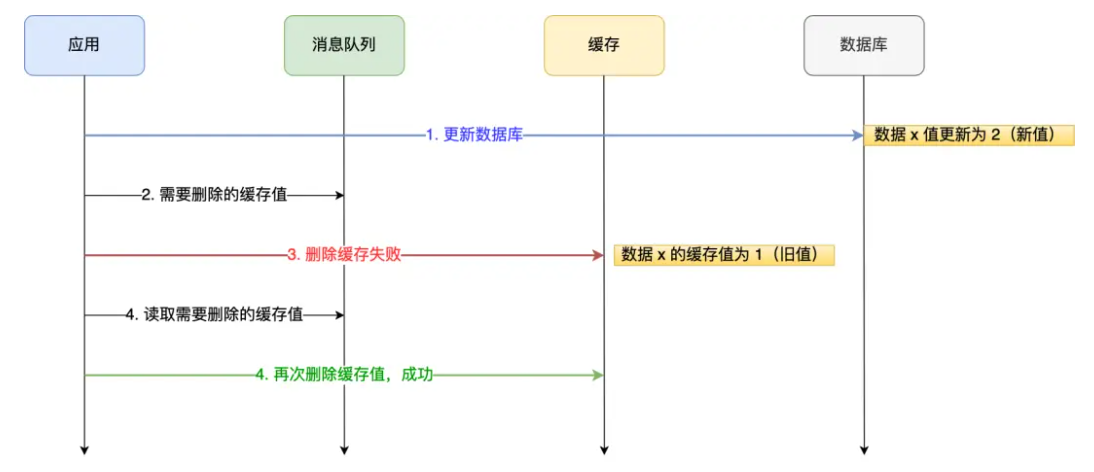 应用
消息队列
缓存
数据库
1. 更新数据库
数据 x 值更新为 2（新值）
2. 需要删除的缓存值
3. 删除缓存失败
数据 x 的缓存值为 1（旧值）
4. 读取需要删除的缓存值
4. 再次删除缓存值，成功